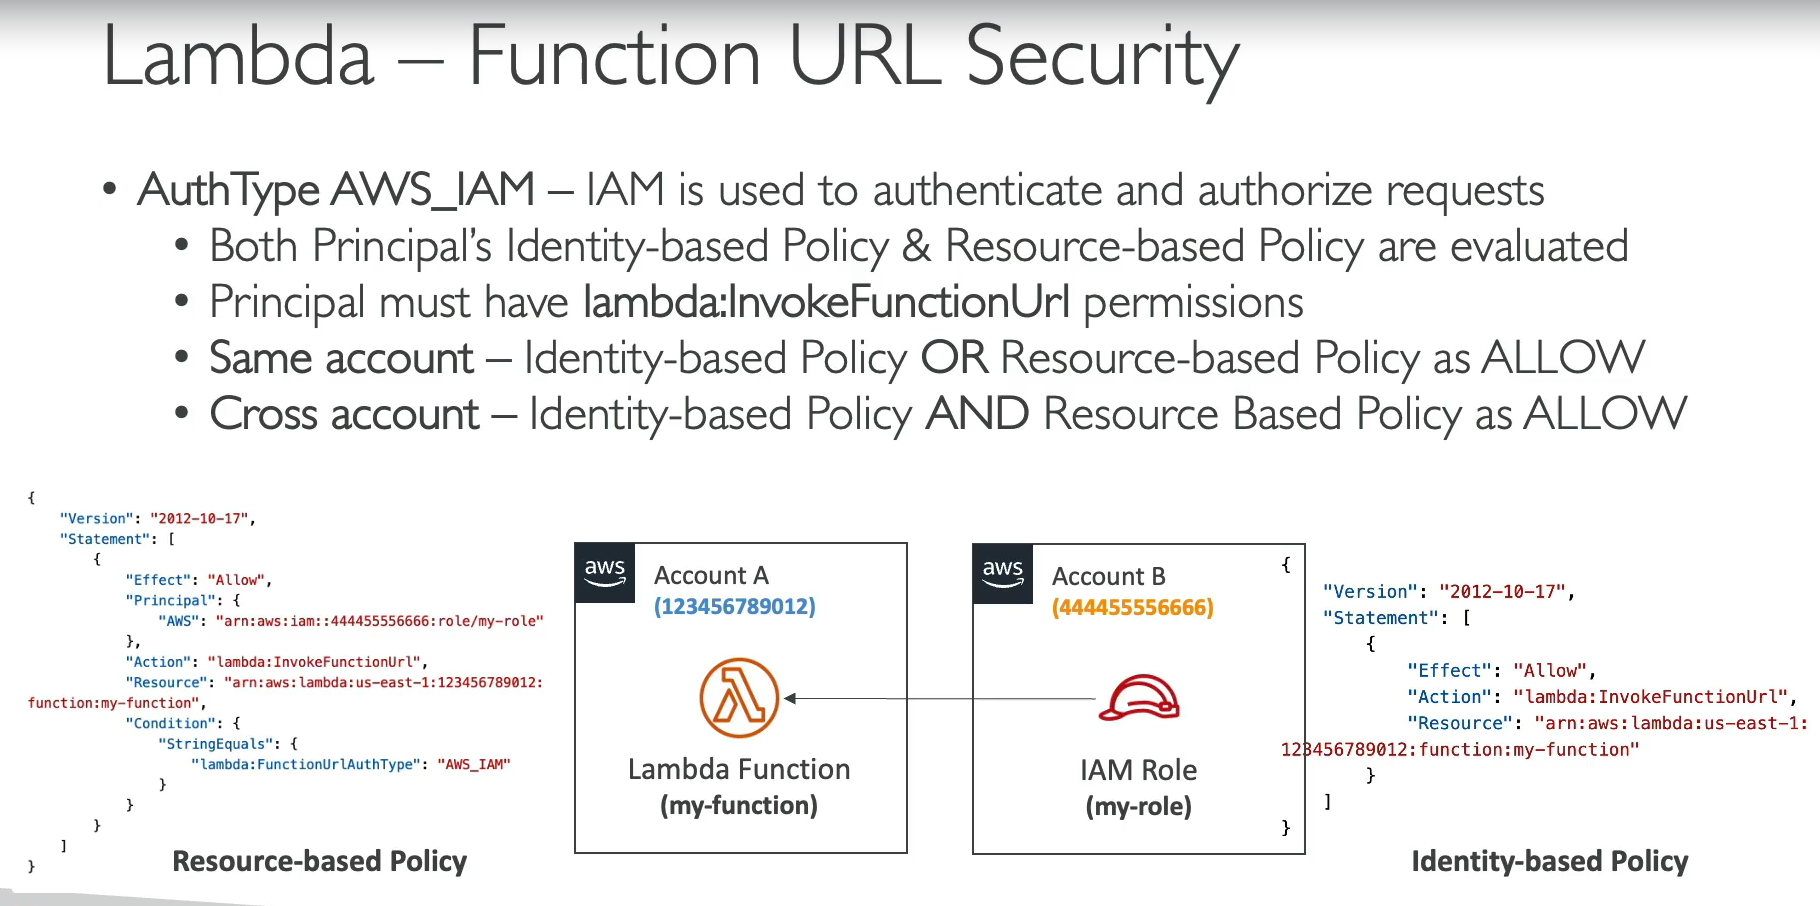 Lambda – Function URL Security
• AuthType AWS_IAM – IAM is used to authenticate and authorize requests
• Both Principal's Identity-based Policy & Resource-based Policy are evaluated
• Principal must have lambda:InvokeFunctionUrl permissions
• Same account – Identity-based Policy OR Resource-based Policy as ALLOW
• Cross account – Identity-based Policy AND Resource Based Policy as ALLOW
{
    "Version": "2012-10-17",
    "Statement": [
        {
            "Effect": "Allow",
            "Principal": {
                "AWS": "arn:aws:iam::444455556666:role/my-role"
            },
            "Action": "lambda:InvokeFunctionUrl",
            "Resource": "arn:aws:lambda:us-east-1:123456789012:
function:my-function",
            "Condition": {
                "StringEquals": {
                    "lambda:FunctionUrlAuthType": "AWS_IAM"
                }
            }
        }
    ]
}
Resource-based Policy
aws
Account A
(123456789012)
Lambda Function
(my-function)
aws
Account B
(444455556666)
IAM Role
(my-role)
{
    "Version": "2012-10-17",
    "Statement": [
        {
            "Effect": "Allow",
            "Action": "lambda:InvokeFunctionUrl",
            "Resource": "arn:aws:lambda:us-east-1:
123456789012:function:my-function"
        }
    ]
}
Identity-based Policy